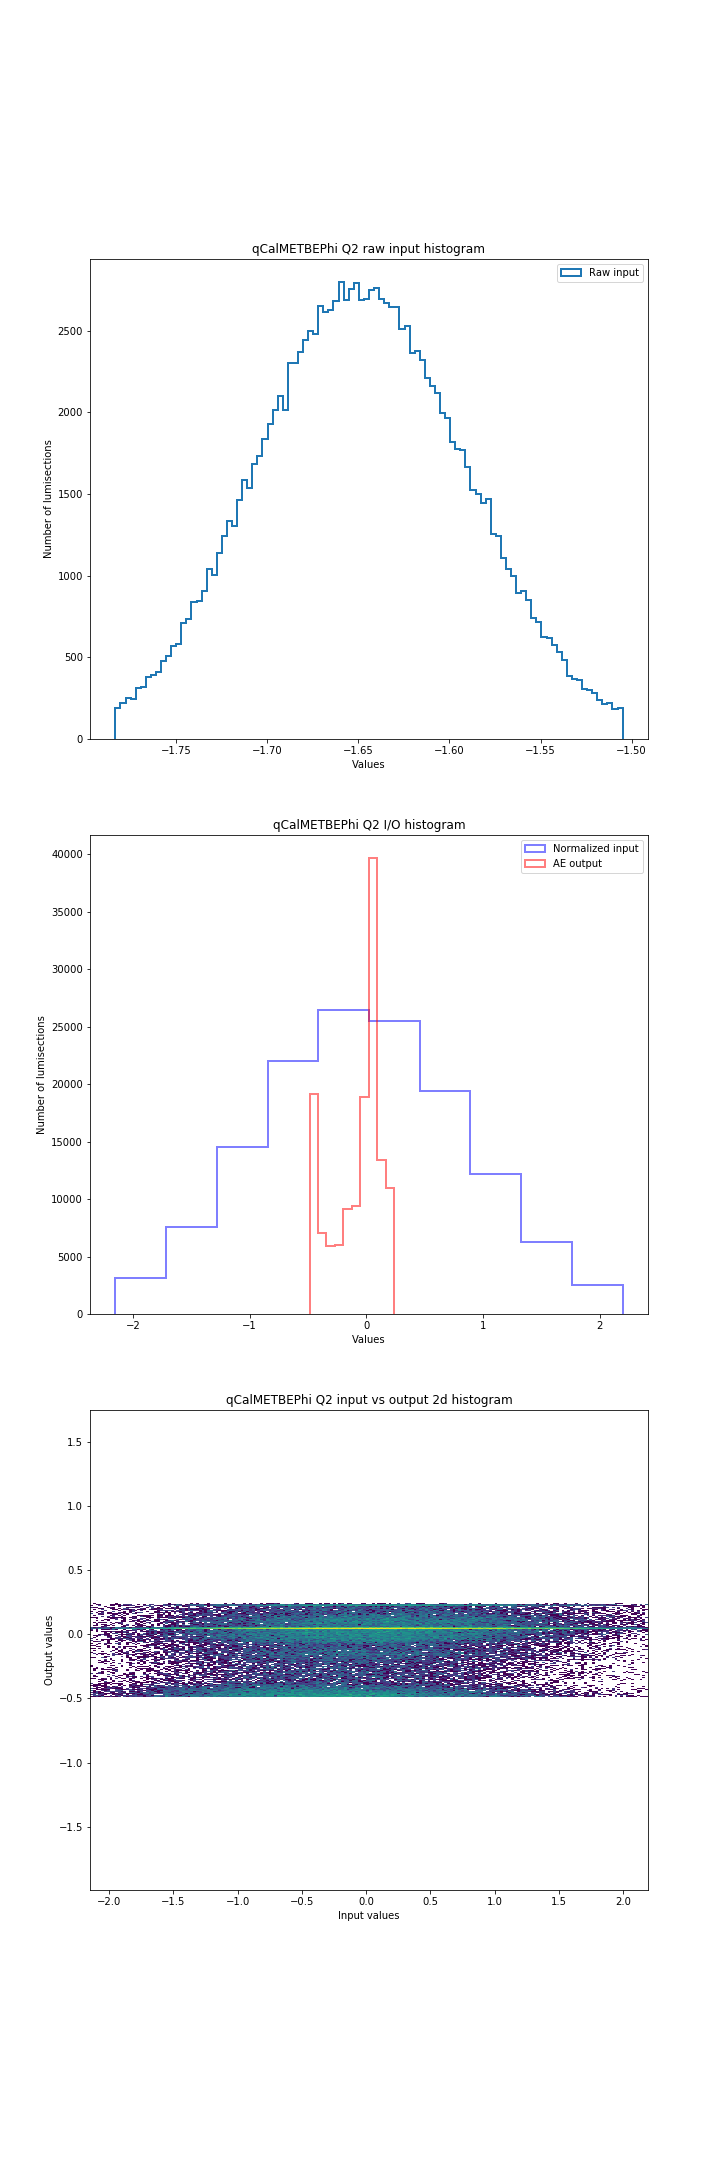 qCalMETBEPhi Q2 raw input histogram
Raw input
2500
2000
1500
1000
500
0
Number of lumisections
−1.75 −1.70 −1.65 −1.60 −1.55 −1.50
Values
qCalMETBEPhi Q2 I/O histogram
Normalized input
AE output
40000
35000
30000
25000
20000
15000
10000
5000
0
Number of lumisections
−2 −1 0 1 2
Values
qCalMETBEPhi Q2 input vs output 2d histogram
1.5
1.0
0.5
0.0
−0.5
−1.0
−1.5
Output values
−2.0 −1.5 −1.0 −0.5 0.0 0.5 1.0 1.5 2.0
Input values